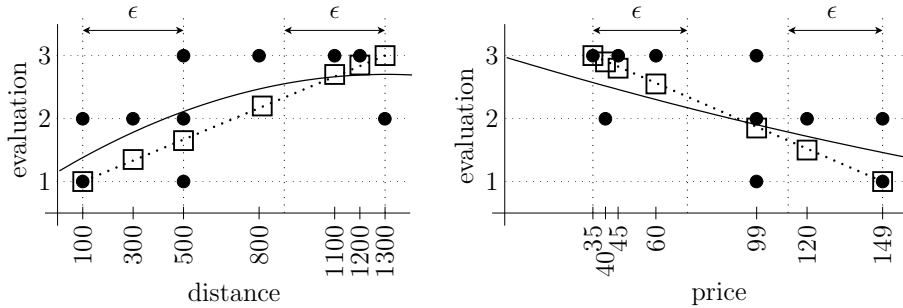 ϵ ϵ
3
2
1
evaluation
100 300 500 800 1100 1200 1300
distance
ϵ ϵ
3
2
1
evaluation
35 40 45 60 99 120 149
price